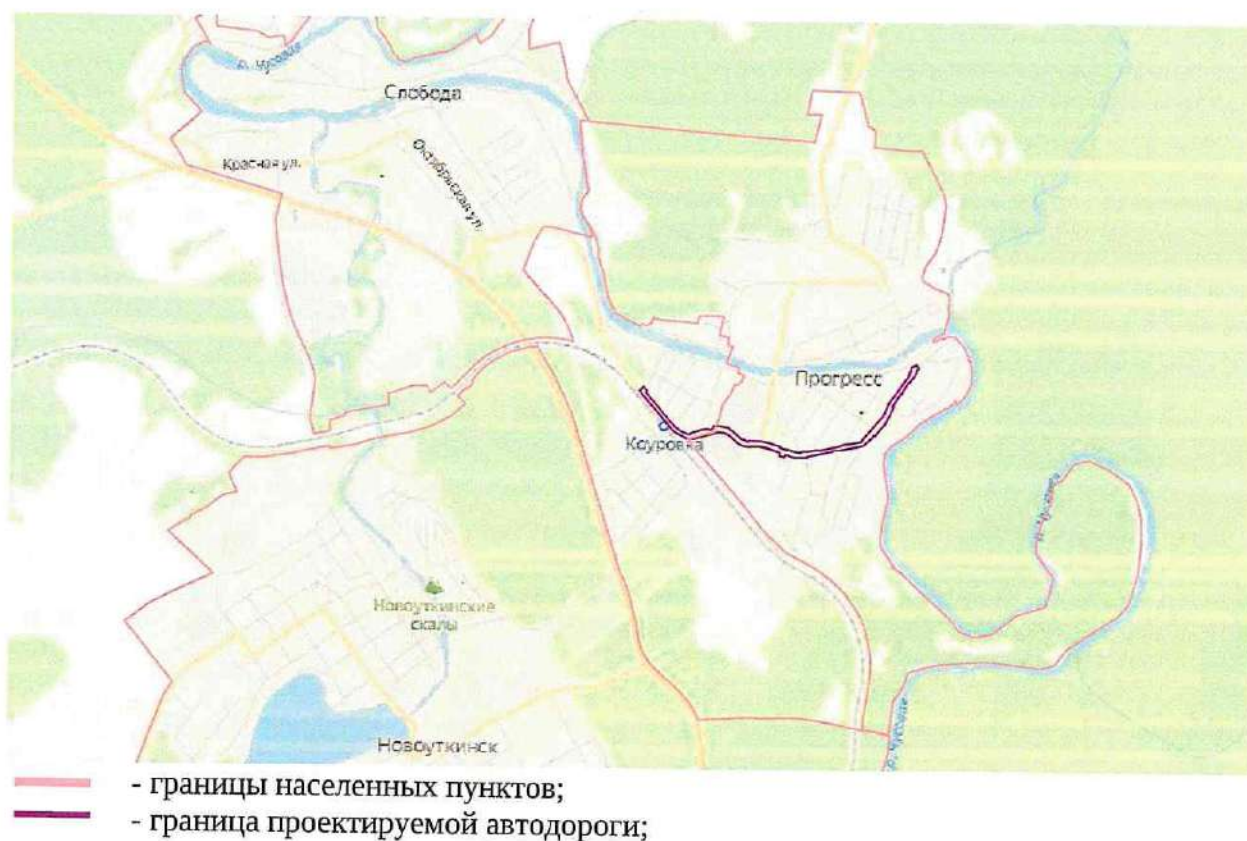 р. Чусовая
Слобода
Красная ул.
Октябрьская ул.
Прогресс
Коуровка
р. Чусовая
Новоуткинские
скалы
р. Чусовая
Новоуткинск
- границы населенных пунктов;
- граница проектируемой автодороги;